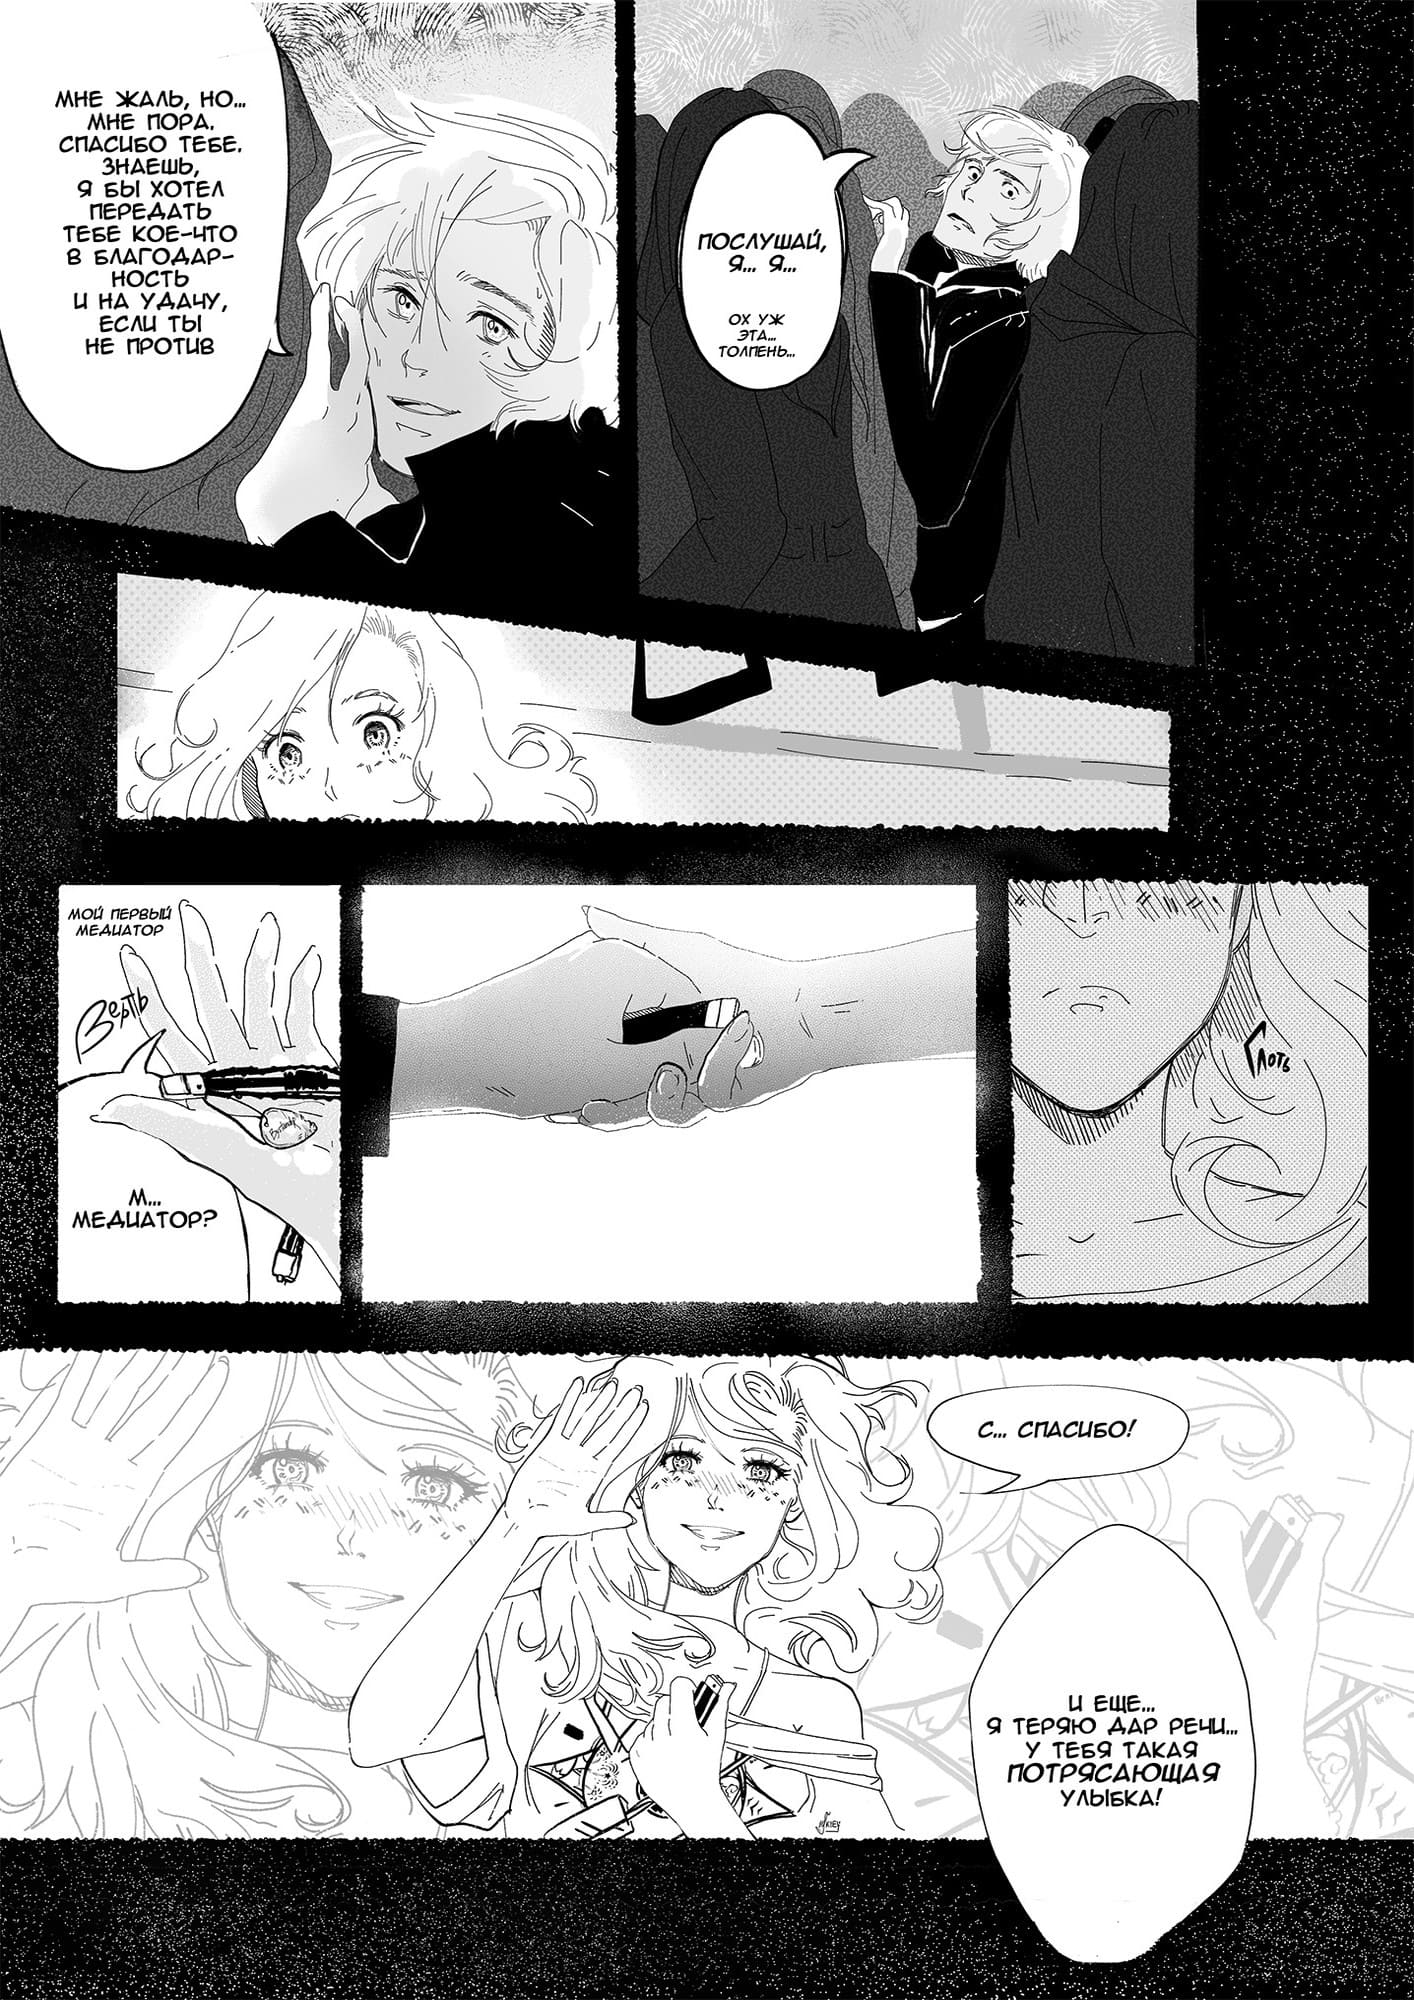 ПОСЛУШАЙ,
Я... Я...
ОХ УЖ
ЭТА...
ТОЛПЕНЬ...
МНЕ ЖАЛЬ, НО...
МНЕ ПОРА.
СПАСИБО ТЕБЕ.
ЗНАЕШЬ,
Я БЫ ХОТЕЛ
ПЕРЕДАТЬ
ТЕБЕ КОЕ-ЧТО
В БЛАГОДАР-
НОСТЬ
И НА УДАЧУ,
ЕСЛИ ТЫ
НЕ ПРОТИВ
Глоть
МОЙ ПЕРВЫЙ
МЕДИАТОР
Верть
М...
МЕДИАТОР?
С... СПАСИБО!
И ЕЩЕ...
Я ТЕРЯЮ ДАР РЕЧИ...
У ТЕБЯ ТАКАЯ
ПОТРЯСАЮЩАЯ
УЛЫБКА!